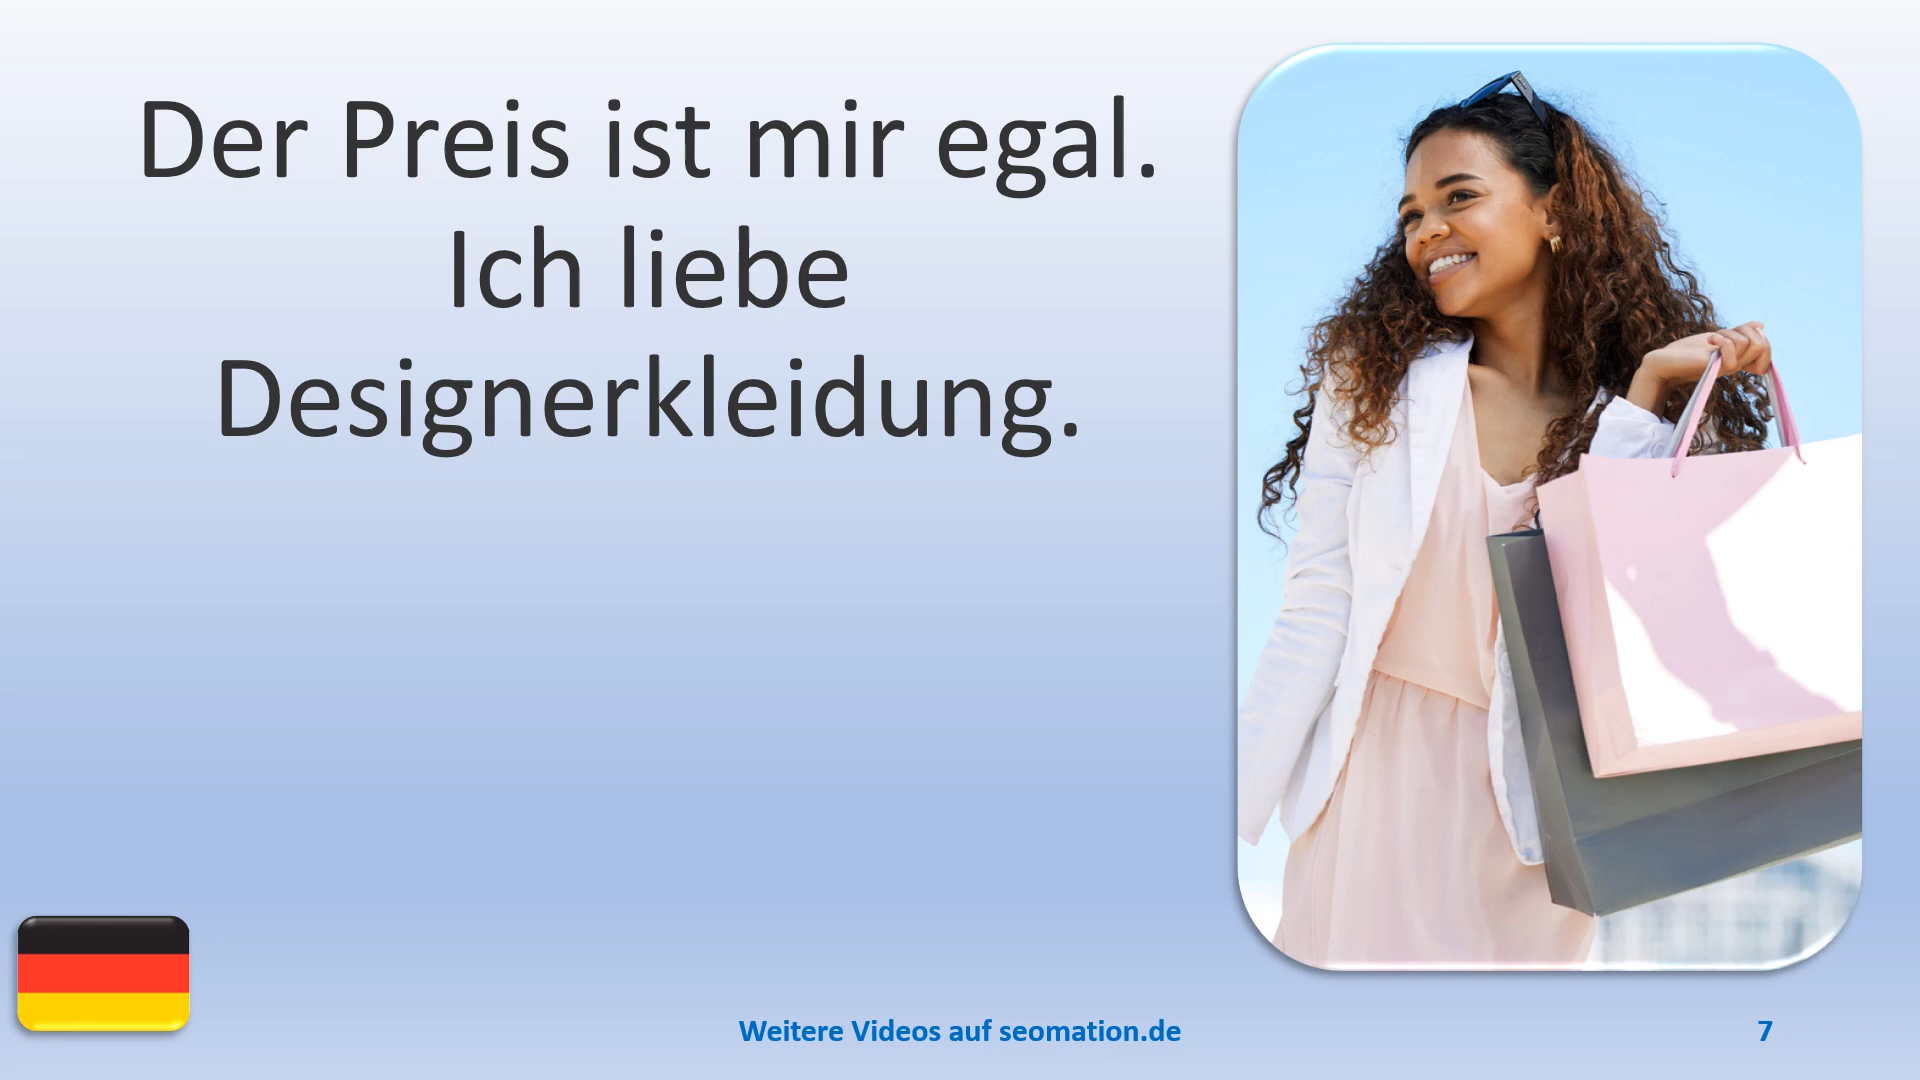 Der Preis ist mir egal.
Ich liebe
Designerkleidung.
Weitere Videos auf seomation.de
7